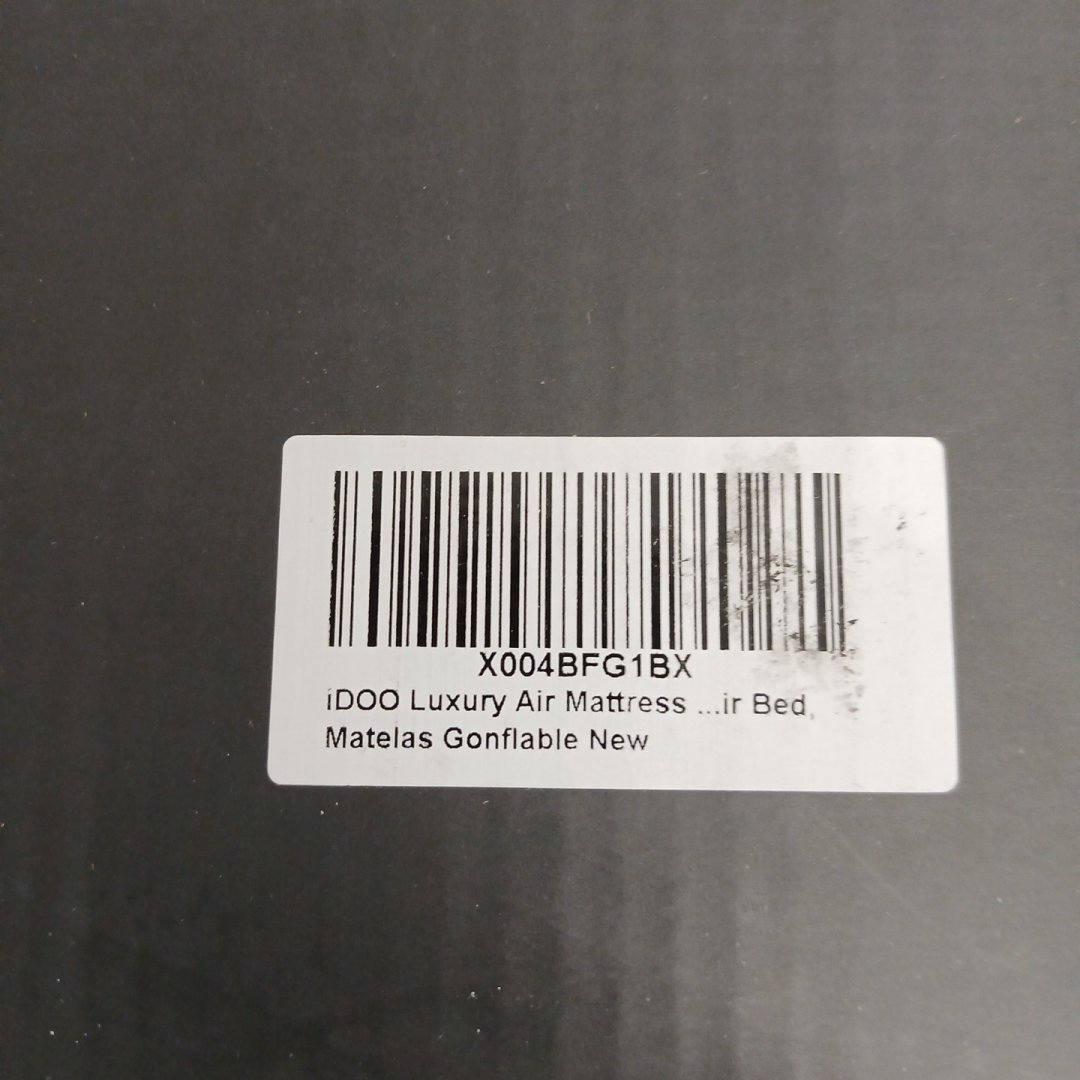 X004BFG1BX
iDOO Luxury Air Mattress ...ir Bed,
Matelas Gonflable New